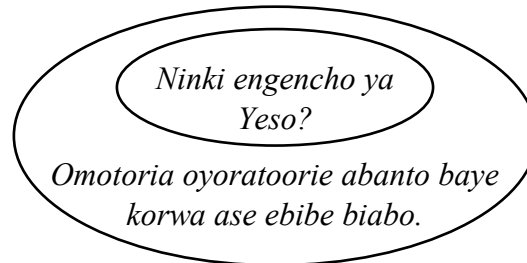 Ninki engencho ya
Yeso?
Omotoria oyoratoorie abanto baye
korwa ase ebibe biabo.